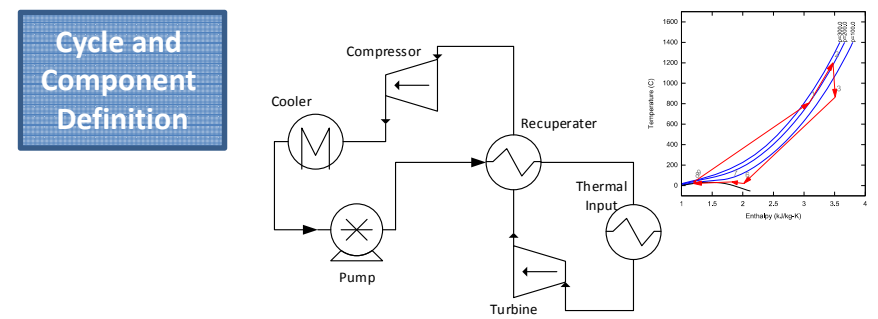 Cycle and
Component
Definition
Compressor
Cooler
Recuperater
Thermal
Input
Pump
Turbine
1600
1400
1200
1000
800
600
400
200
0
Temperature (C)
1
1.5
2
2.5
3
3.5
4
Enthalpy (kJ/kg-K)